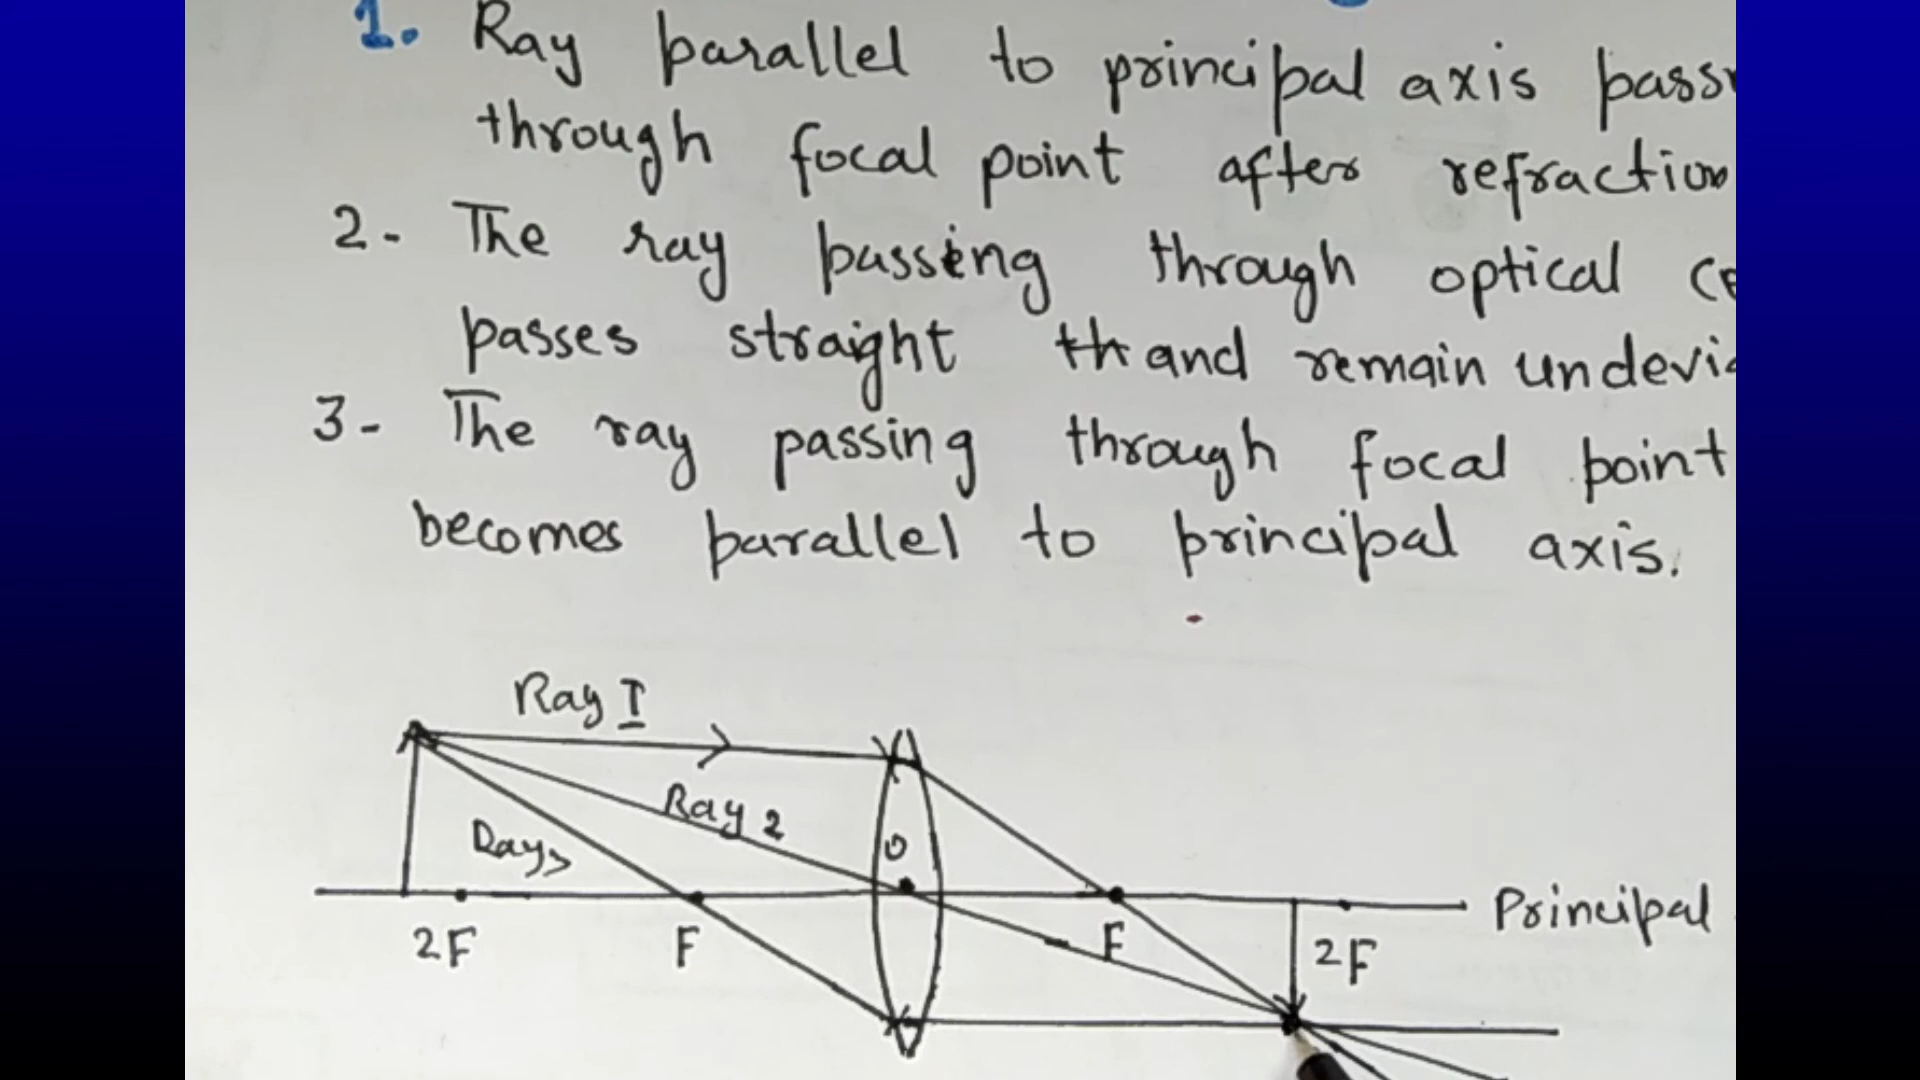 1. Ray parallel to principal axis pass
through focal point after refraction
2- The ray passing through optical ce
passes straight th and remain undevia
3- The ray passing through focal point
becomes parallel to principal axis.
Ray I
Ray 2
Ray 3
O
2F F F 2F
Principal